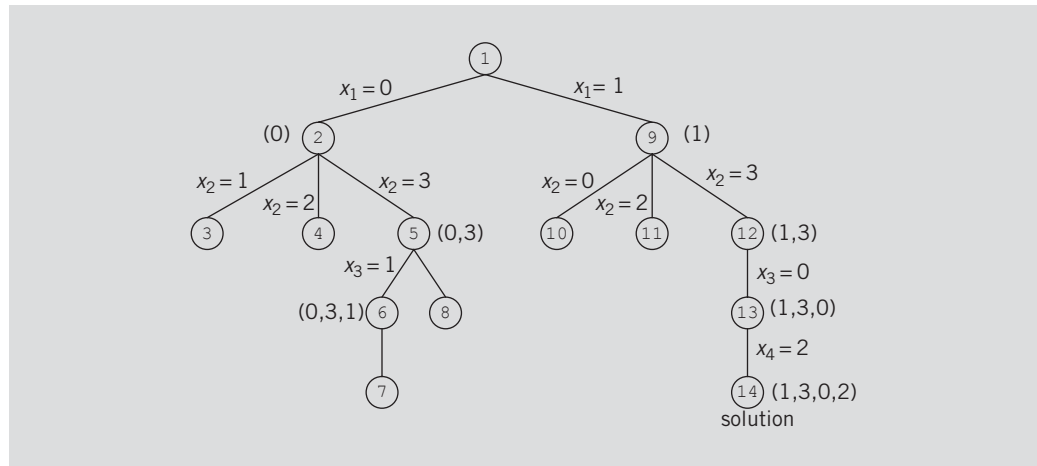 1
x1 = 0
x1 = 1
(0) 2
9 (1)
x2 = 1
x2 = 2
x2 = 3
x2 = 0
x2 = 2
x2 = 3
3
4
5 (0,3)
10
11
12 (1,3)
x3 = 1
x3 = 0
(0,3,1) 6
8
13 (1,3,0)
x4 = 2
7
14 (1,3,0,2)
solution